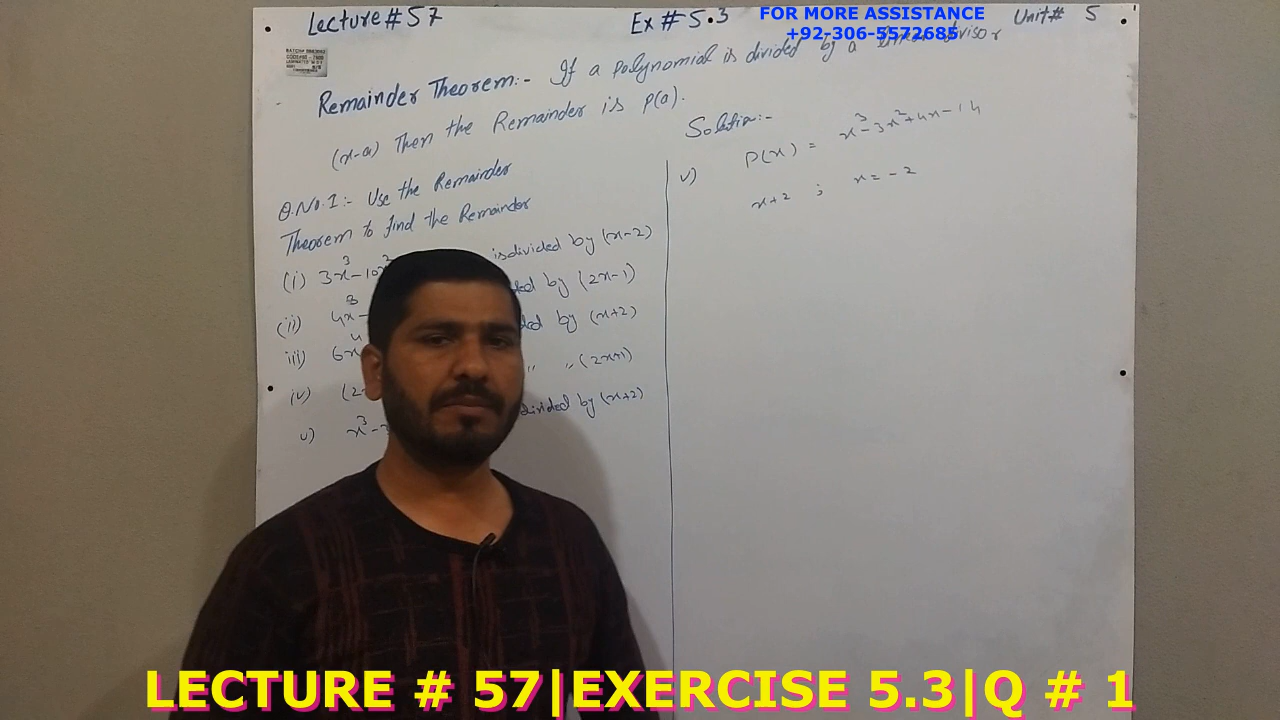 Lecture # 57
Ex # 5.3
FOR MORE ASSISTANCE
+92-306-5572685
Unit# 5
Remainder Theorem:- If a polynomial is divided by a linear divisor
(x-a) Then the Remainder is P(a).
Q.No.1:- Use the Remainder
Theorem to find the Remainder
(i) 3x³-10x² is divided by (x-2)
(ii) 4x³- by (2x-1)
iii) 6x⁴ by (x+2)
iv) (2 " " (2x+1)
v) x³- divided by (x+2)
Solution:-
v) P(x) = x³-3x²+4x-14
x+2 ; x = -2
LECTURE # 57|EXERCISE 5.3|Q # 1